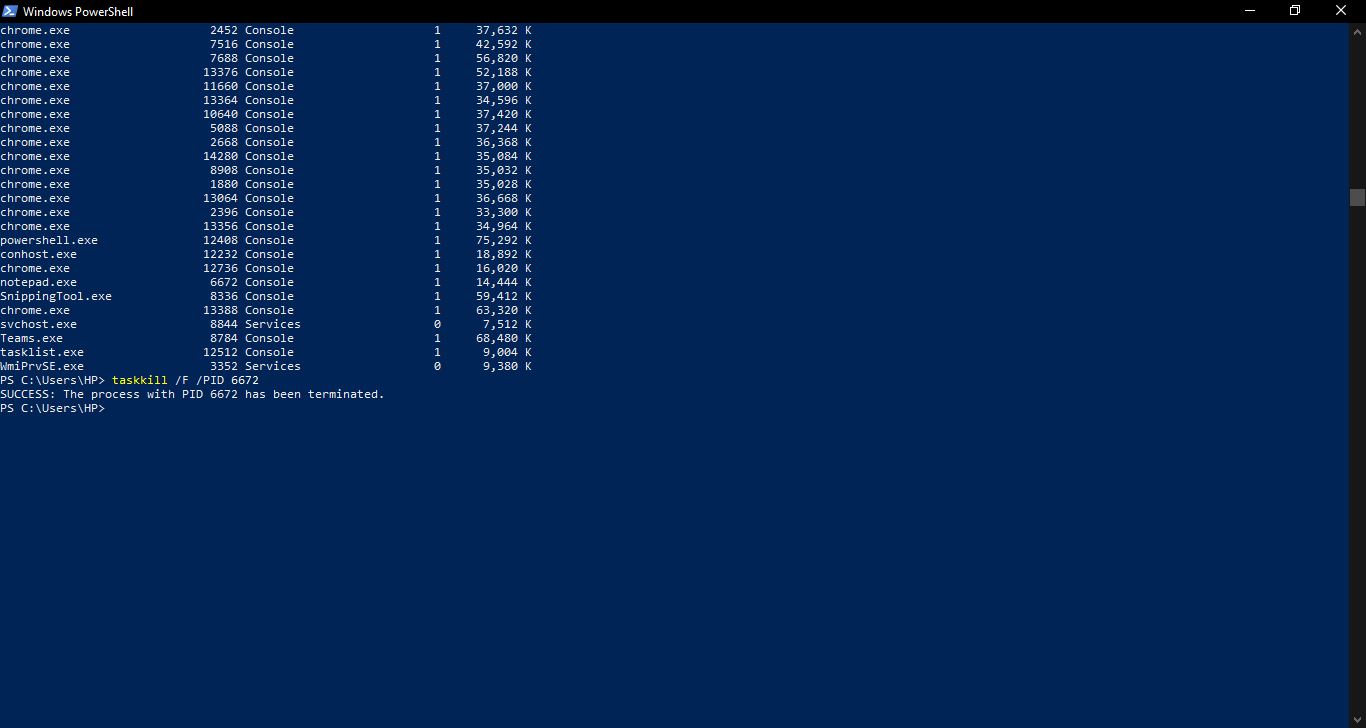 Windows PowerShell
chrome.exe                    2452 Console                    1     37,632 K
chrome.exe                    7516 Console                    1     42,592 K
chrome.exe                    7688 Console                    1     56,820 K
chrome.exe                   13376 Console                    1     52,188 K
chrome.exe                   11660 Console                    1     37,000 K
chrome.exe                   13364 Console                    1     34,596 K
chrome.exe                   10640 Console                    1     37,420 K
chrome.exe                    5088 Console                    1     37,244 K
chrome.exe                    2668 Console                    1     36,368 K
chrome.exe                   14280 Console                    1     35,084 K
chrome.exe                    8908 Console                    1     35,032 K
chrome.exe                    1880 Console                    1     35,028 K
chrome.exe                   13064 Console                    1     36,668 K
chrome.exe                    2396 Console                    1     33,300 K
chrome.exe                   13356 Console                    1     34,964 K
powershell.exe               12408 Console                    1     75,292 K
conhost.exe                  12232 Console                    1     18,892 K
chrome.exe                   12736 Console                    1     16,020 K
notepad.exe                   6672 Console                    1     14,444 K
SnippingTool.exe              8336 Console                    1     59,412 K
chrome.exe                   13388 Console                    1     63,320 K
svchost.exe                   8844 Services                   0      7,512 K
Teams.exe                     8784 Console                    1     68,480 K
tasklist.exe                 12512 Console                    1      9,004 K
WmiPrvSE.exe                  3352 Services                   0      9,380 K
PS C:\Users\HP> taskkill /F /PID 6672
SUCCESS: The process with PID 6672 has been terminated.
PS C:\Users\HP>